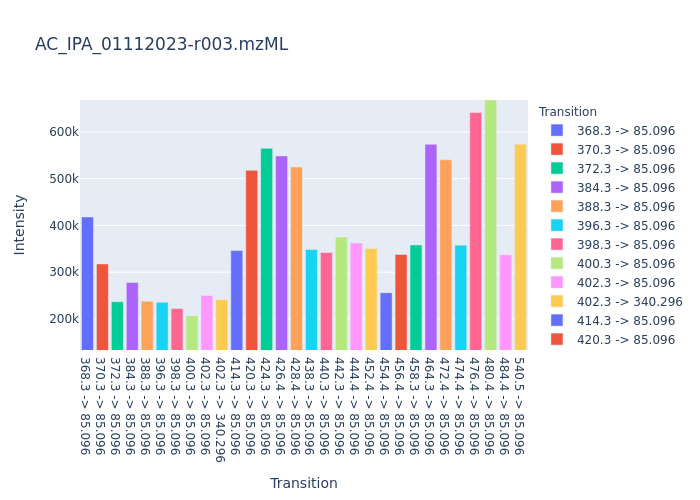 AC_IPA_01112023-r003.mzML
Transition
368.3 -> 85.096
370.3 -> 85.096
372.3 -> 85.096
384.3 -> 85.096
388.3 -> 85.096
396.3 -> 85.096
398.3 -> 85.096
400.3 -> 85.096
402.3 -> 85.096
402.3 -> 340.296
414.3 -> 85.096
420.3 -> 85.096
Intensity
600k
500k
400k
300k
200k
368.3 -> 85.096
370.3 -> 85.096
372.3 -> 85.096
384.3 -> 85.096
388.3 -> 85.096
396.3 -> 85.096
398.3 -> 85.096
400.3 -> 85.096
402.3 -> 85.096
402.3 -> 340.296
414.3 -> 85.096
420.3 -> 85.096
424.3 -> 85.096
426.4 -> 85.096
428.4 -> 85.096
438.3 -> 85.096
440.3 -> 85.096
442.3 -> 85.096
444.4 -> 85.096
452.4 -> 85.096
454.4 -> 85.096
456.4 -> 85.096
458.3 -> 85.096
464.3 -> 85.096
472.4 -> 85.096
474.4 -> 85.096
476.4 -> 85.096
480.4 -> 85.096
484.4 -> 85.096
540.5 -> 85.096
Transition